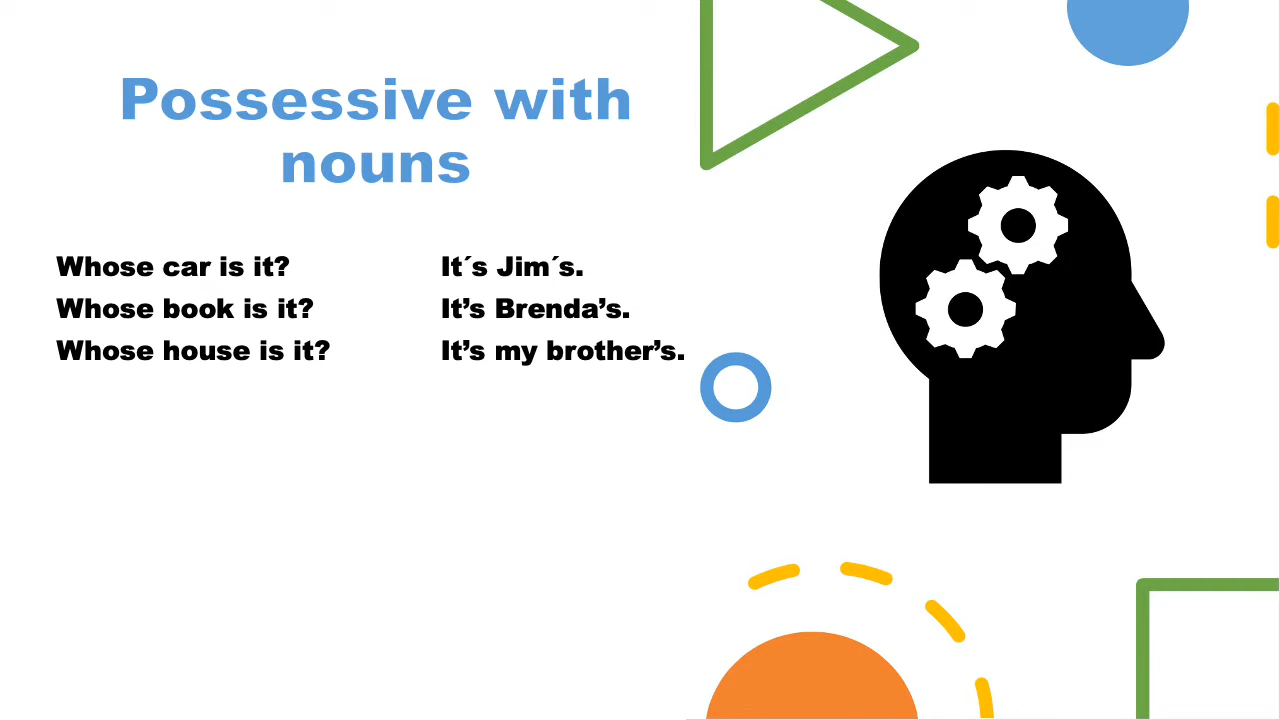 Possessive with
nouns
Whose car is it? It´s Jim´s.
Whose book is it? It’s Brenda’s.
Whose house is it? It’s my brother’s.